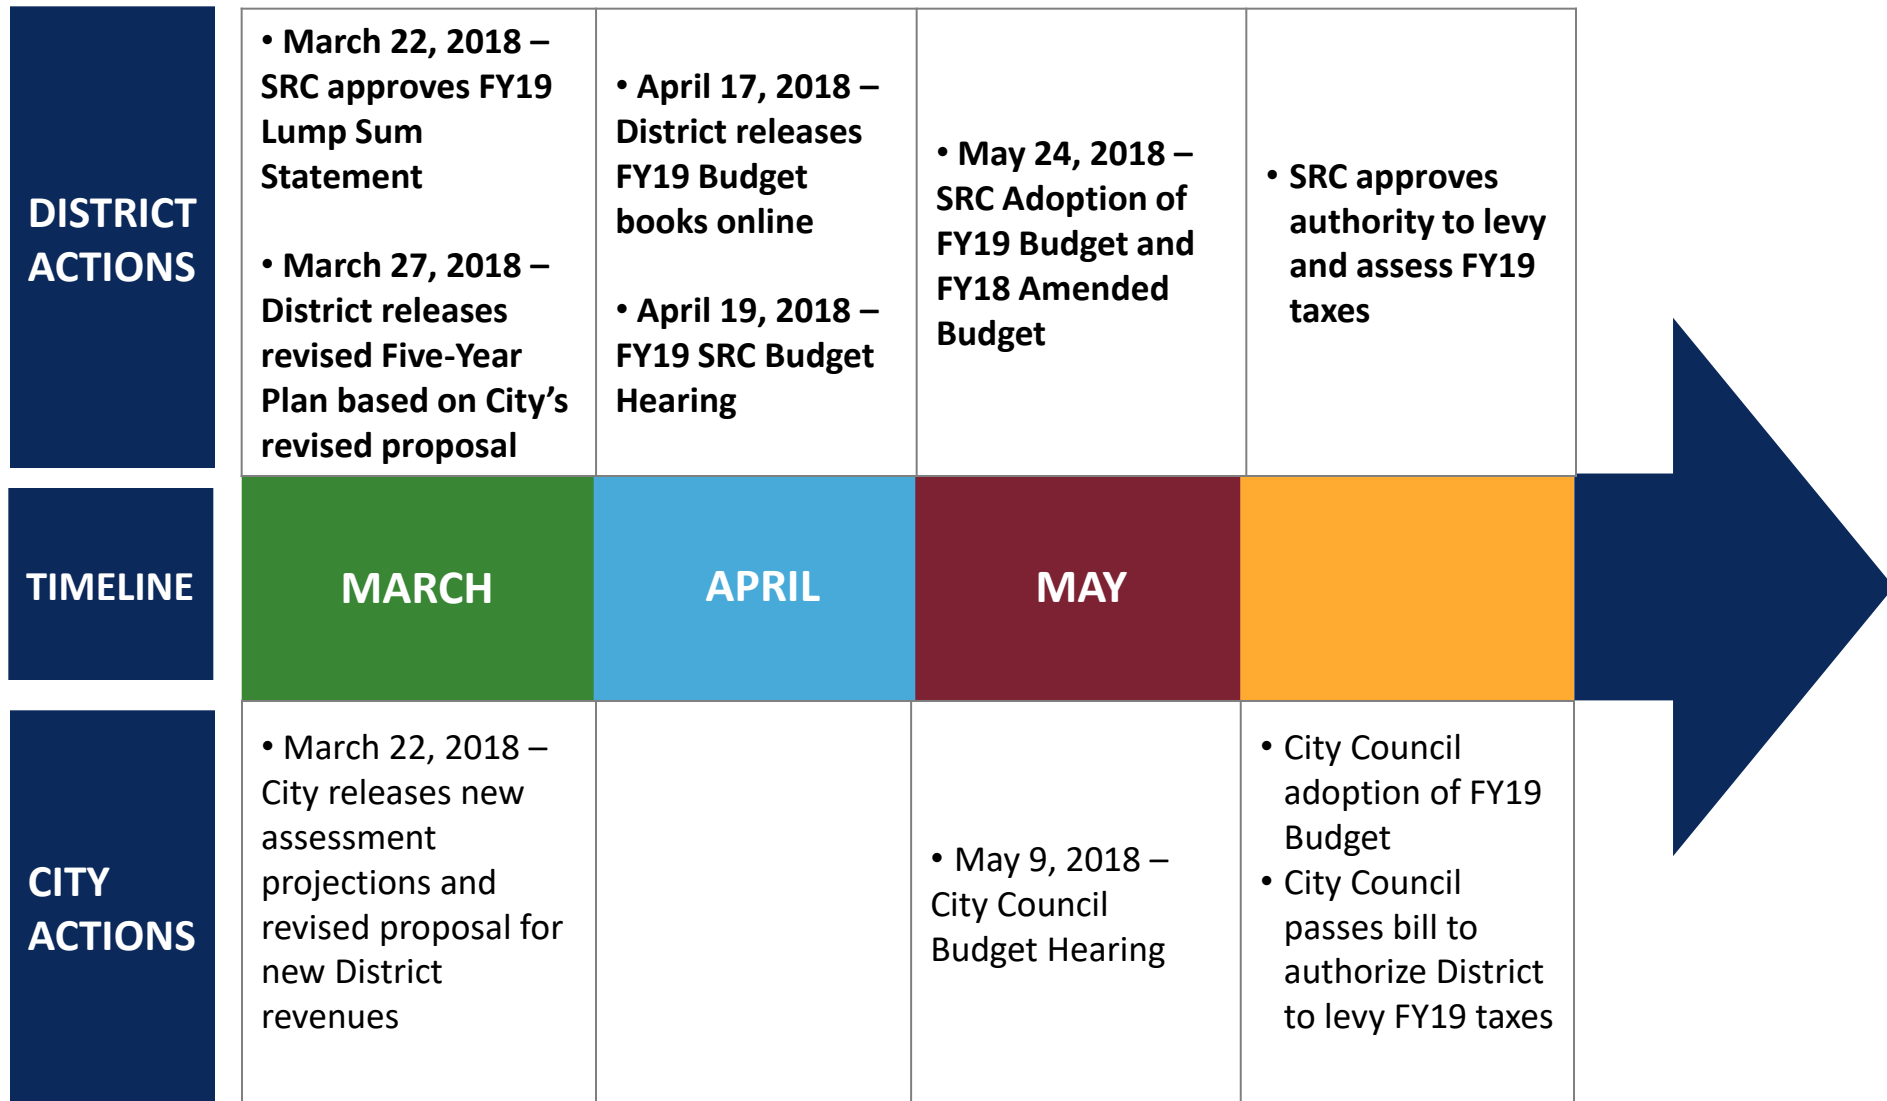 DISTRICT
ACTIONS
• March 22, 2018 –
SRC approves FY19
Lump Sum
Statement
• March 27, 2018 –
District releases
revised Five-Year
Plan based on City’s
revised proposal
• April 17, 2018 –
District releases
FY19 Budget
books online
• April 19, 2018 –
FY19 SRC Budget
Hearing
• May 24, 2018 –
SRC Adoption of
FY19 Budget and
FY18 Amended
Budget
• SRC approves
authority to levy
and assess FY19
taxes
TIMELINE
MARCH
APRIL
MAY
CITY
ACTIONS
• March 22, 2018 –
City releases new
assessment
projections and
revised proposal for
new District
revenues
• May 9, 2018 –
City Council
Budget Hearing
• City Council
adoption of FY19
Budget
• City Council
passes bill to
authorize District
to levy FY19 taxes